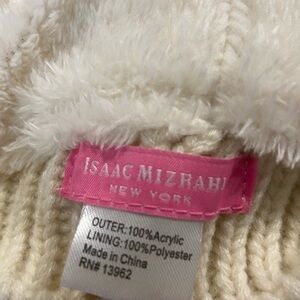 ISAAC MIZRAHI
NEW YORK
OUTER:100%Acrylic
LINING:100%Polyester
Made in China
RN# 13962